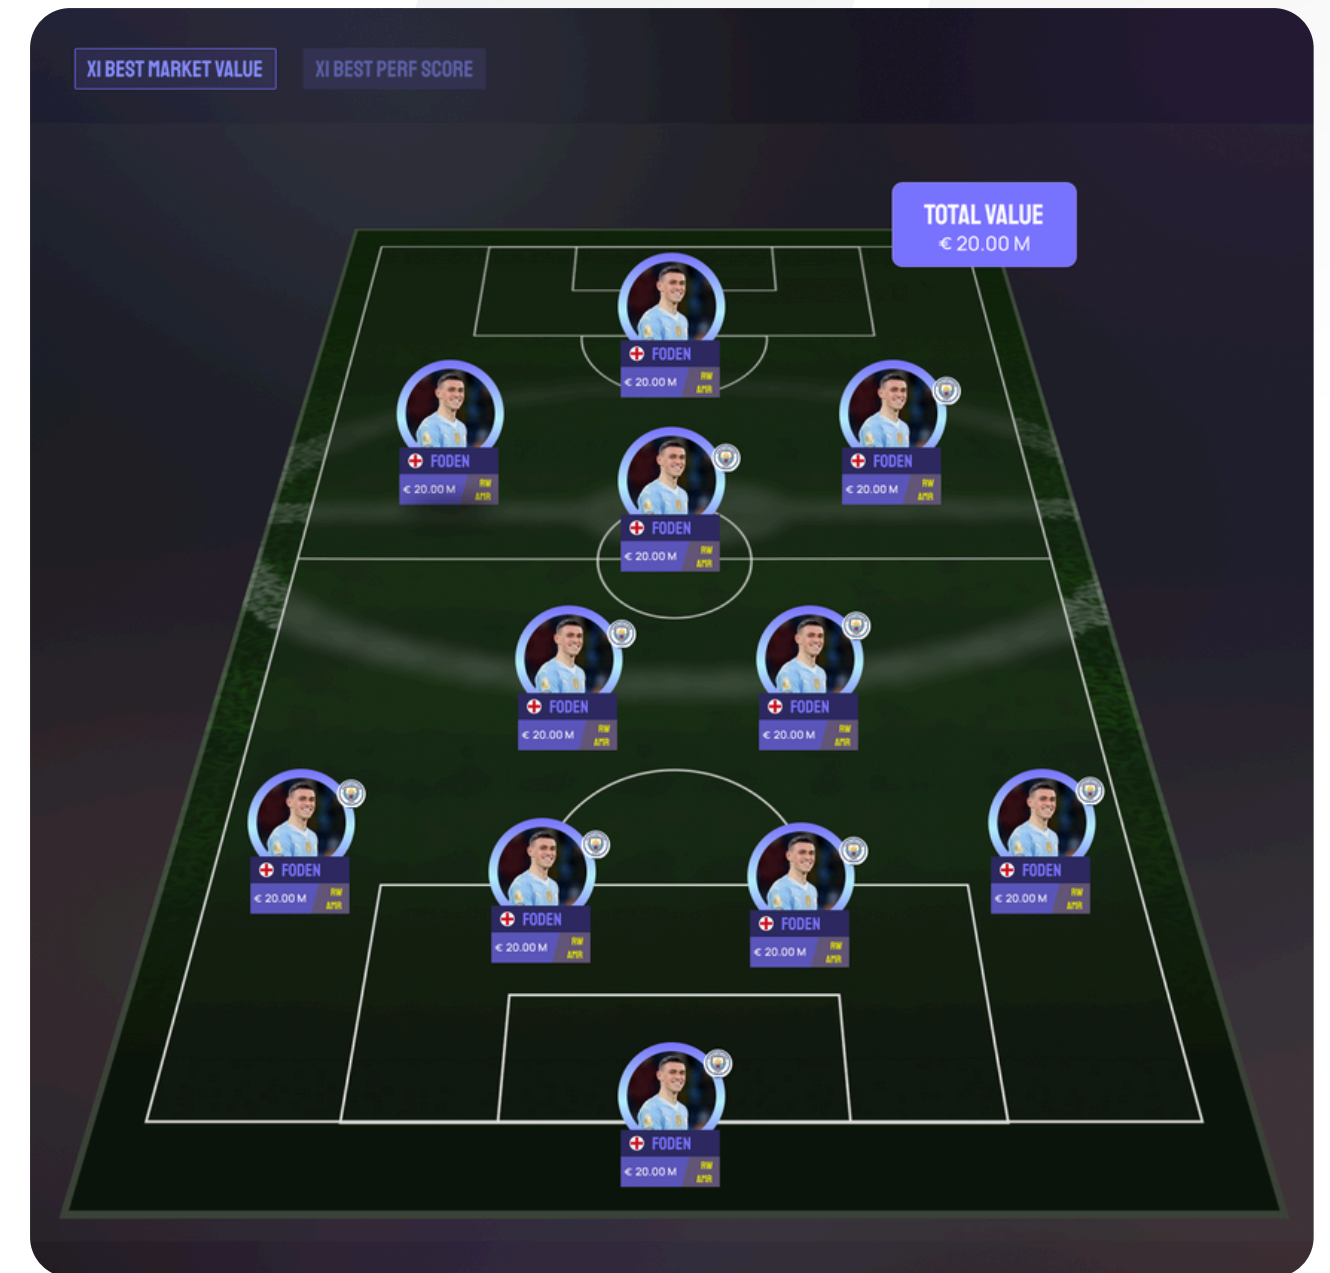 XI BEST MARKET VALUE
XI BEST PERF SCORE
TOTAL VALUE
€ 20.00 M
FODEN
€ 20.00 M
RW
AMR
FODEN
€ 20.00 M
RW
AMR
FODEN
€ 20.00 M
RW
AMR
FODEN
€ 20.00 M
RW
AMR
FODEN
€ 20.00 M
RW
AMR
FODEN
€ 20.00 M
RW
AMR
FODEN
€ 20.00 M
RW
AMR
FODEN
€ 20.00 M
RW
AMR
FODEN
€ 20.00 M
RW
AMR
FODEN
€ 20.00 M
RW
AMR
FODEN
€ 20.00 M
RW
AMR